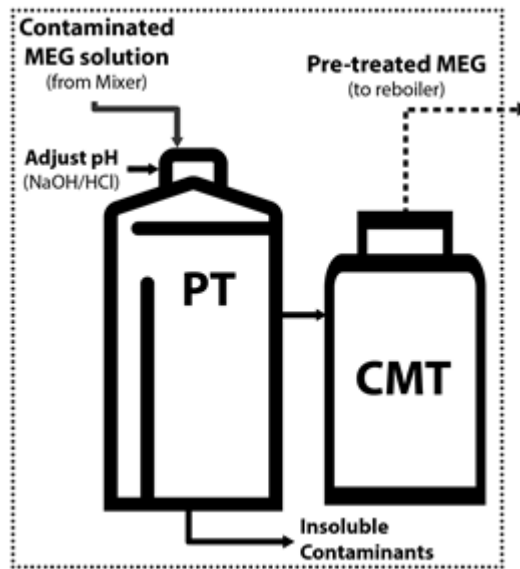 Contaminated
MEG solution
(from Mixer)
Pre-treated MEG
(to reboiler)
Adjust pH
(NaOH/HCl)
PT
CMT
Insoluble
Contaminants